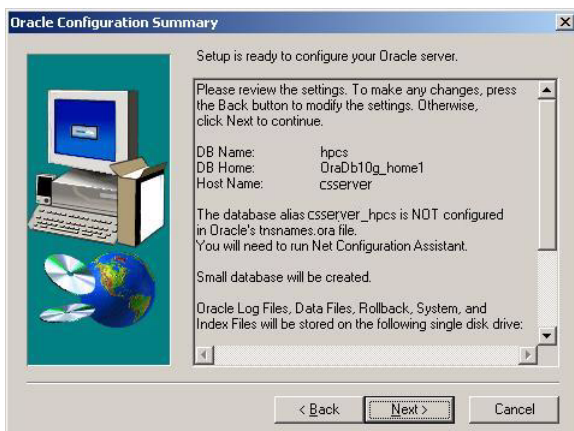 Oracle Configuration Summary
Setup is ready to configure your Oracle server.
Please review the settings. To make any changes, press
the Back button to modify the settings. Otherwise,
click Next to continue.
DB Name: hpcs
DB Home: OraDb10g_home1
Host Name: csserver
The database alias csserver_hpcs is NOT configured
in Oracle's tnsnames.ora file.
You will need to run Net Configuration Assistant.
Small database will be created.
Oracle Log Files, Data Files, Rollback, System, and
Index Files will be stored on the following single disk drive:
< Back Next > Cancel